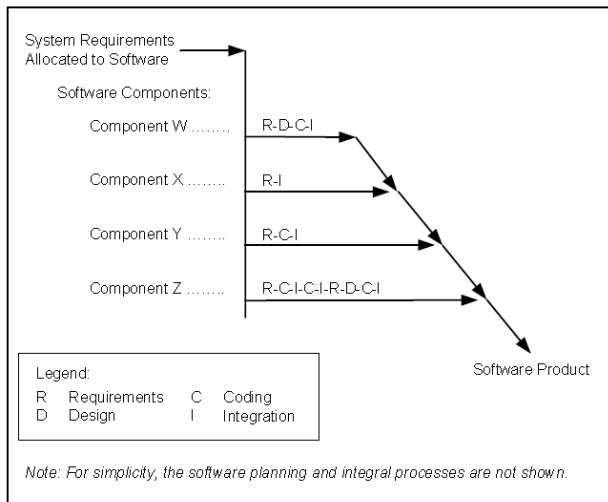 System Requirements
Allocated to Software
Software Components:
Component W ........ R-D-C-I
Component X ........ R-I
Component Y ........ R-C-I
Component Z ........ R-C-I-C-I-R-D-C-I
Software Product
Legend:
R Requirements C Coding
D Design I Integration
Note: For simplicity, the software planning and integral processes are not shown.